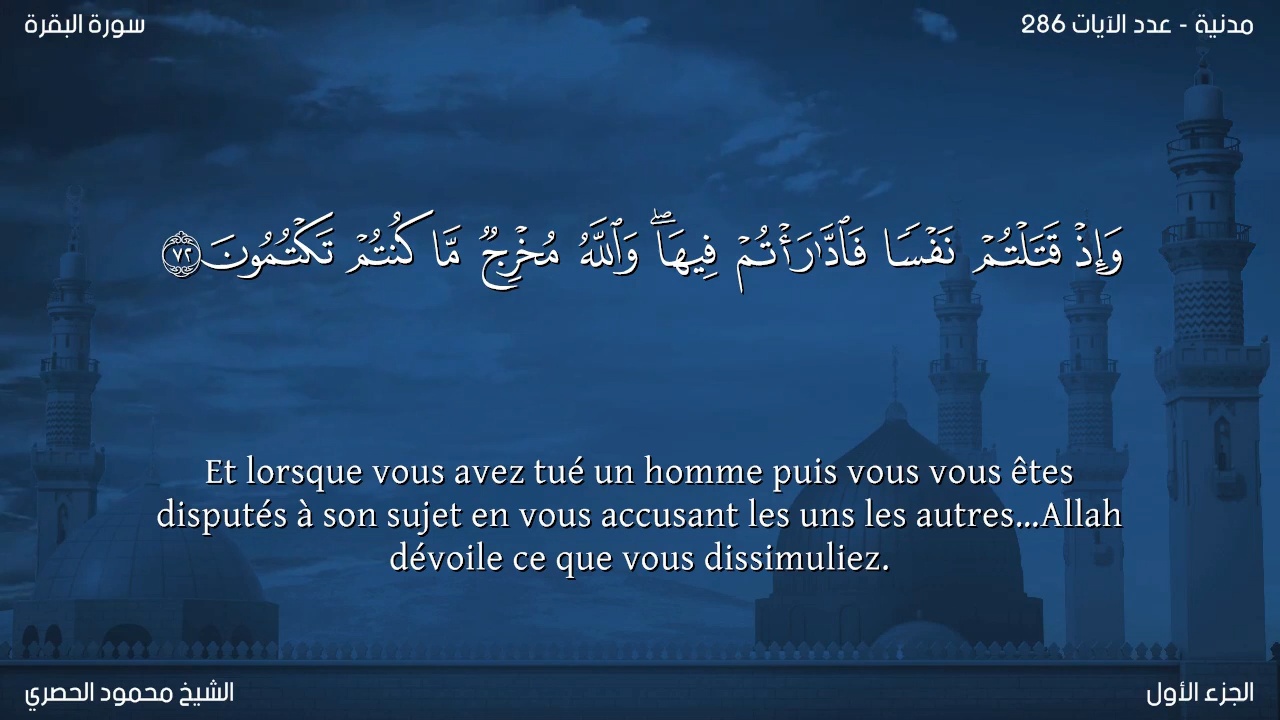 سورة البقرة
مدنية - عدد الآيات 286
وَإِذْ قَتَلْتُمْ نَفْسًا فَٱدَّٰرَْٰٔتُمْ فِيهَا ۖ وَٱللَّهُ مُخْرِجٌ مَّا كُنتُمْ تَكْتُمُونَ ٧٢
Et lorsque vous avez tué un homme puis vous vous êtes
disputés à son sujet en vous accusant les uns les autres...Allah
dévoile ce que vous dissimuliez.
الشيخ محمود الحصري
الجزء الأول